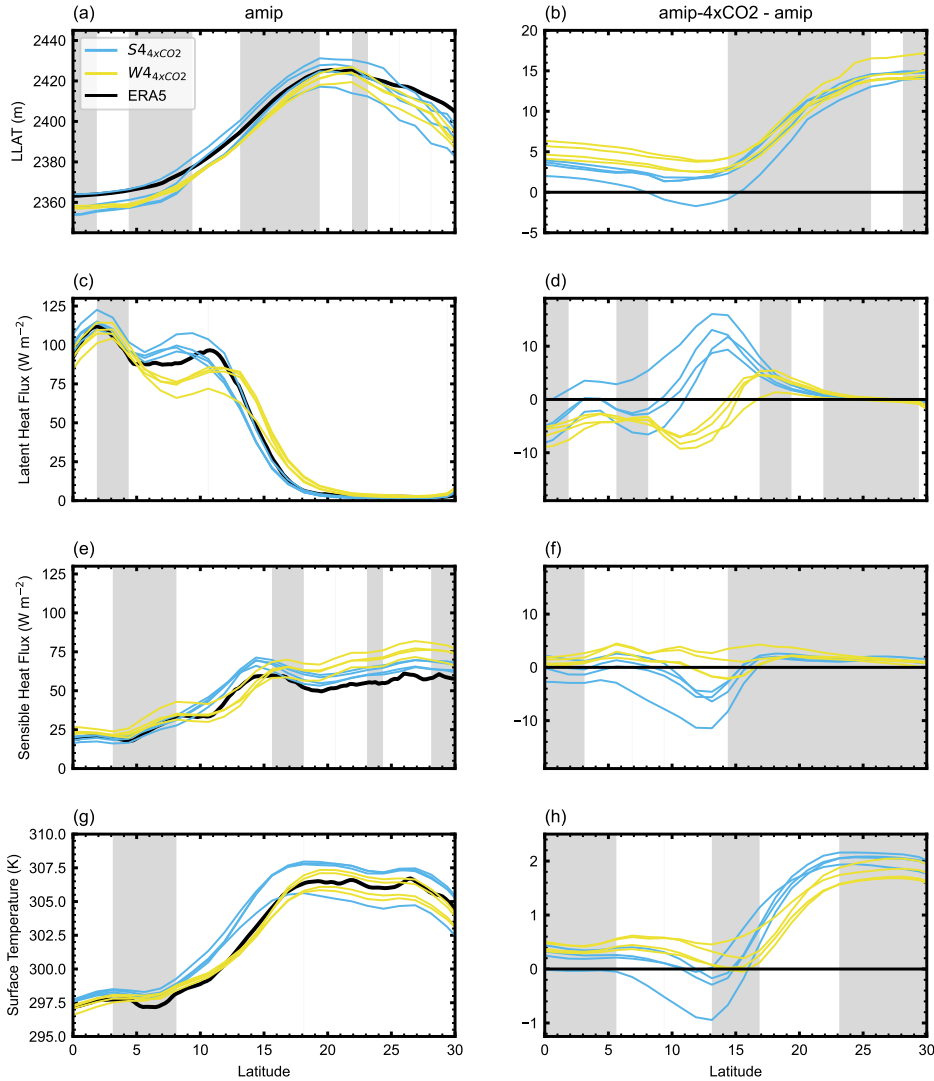 amip
amip-4xCO2 - amip
(a)
(b)
S4_{4xCO2}
W4_{4xCO2}
ERA5
LLAT (m)
2440
2420
2400
2380
2360
20
15
10
5
0
−5
(c)
(d)
Latent Heat Flux (W m^{−2})
125
100
75
50
25
0
10
0
−10
(e)
(f)
Sensible Heat Flux (W m^{−2})
125
100
75
50
25
0
10
0
−10
(g)
(h)
Surface Temperature (K)
310.0
307.5
305.0
302.5
300.0
297.5
295.0
2
1
0
−1
0 5 10 15 20 25 30
0 5 10 15 20 25 30
Latitude
Latitude